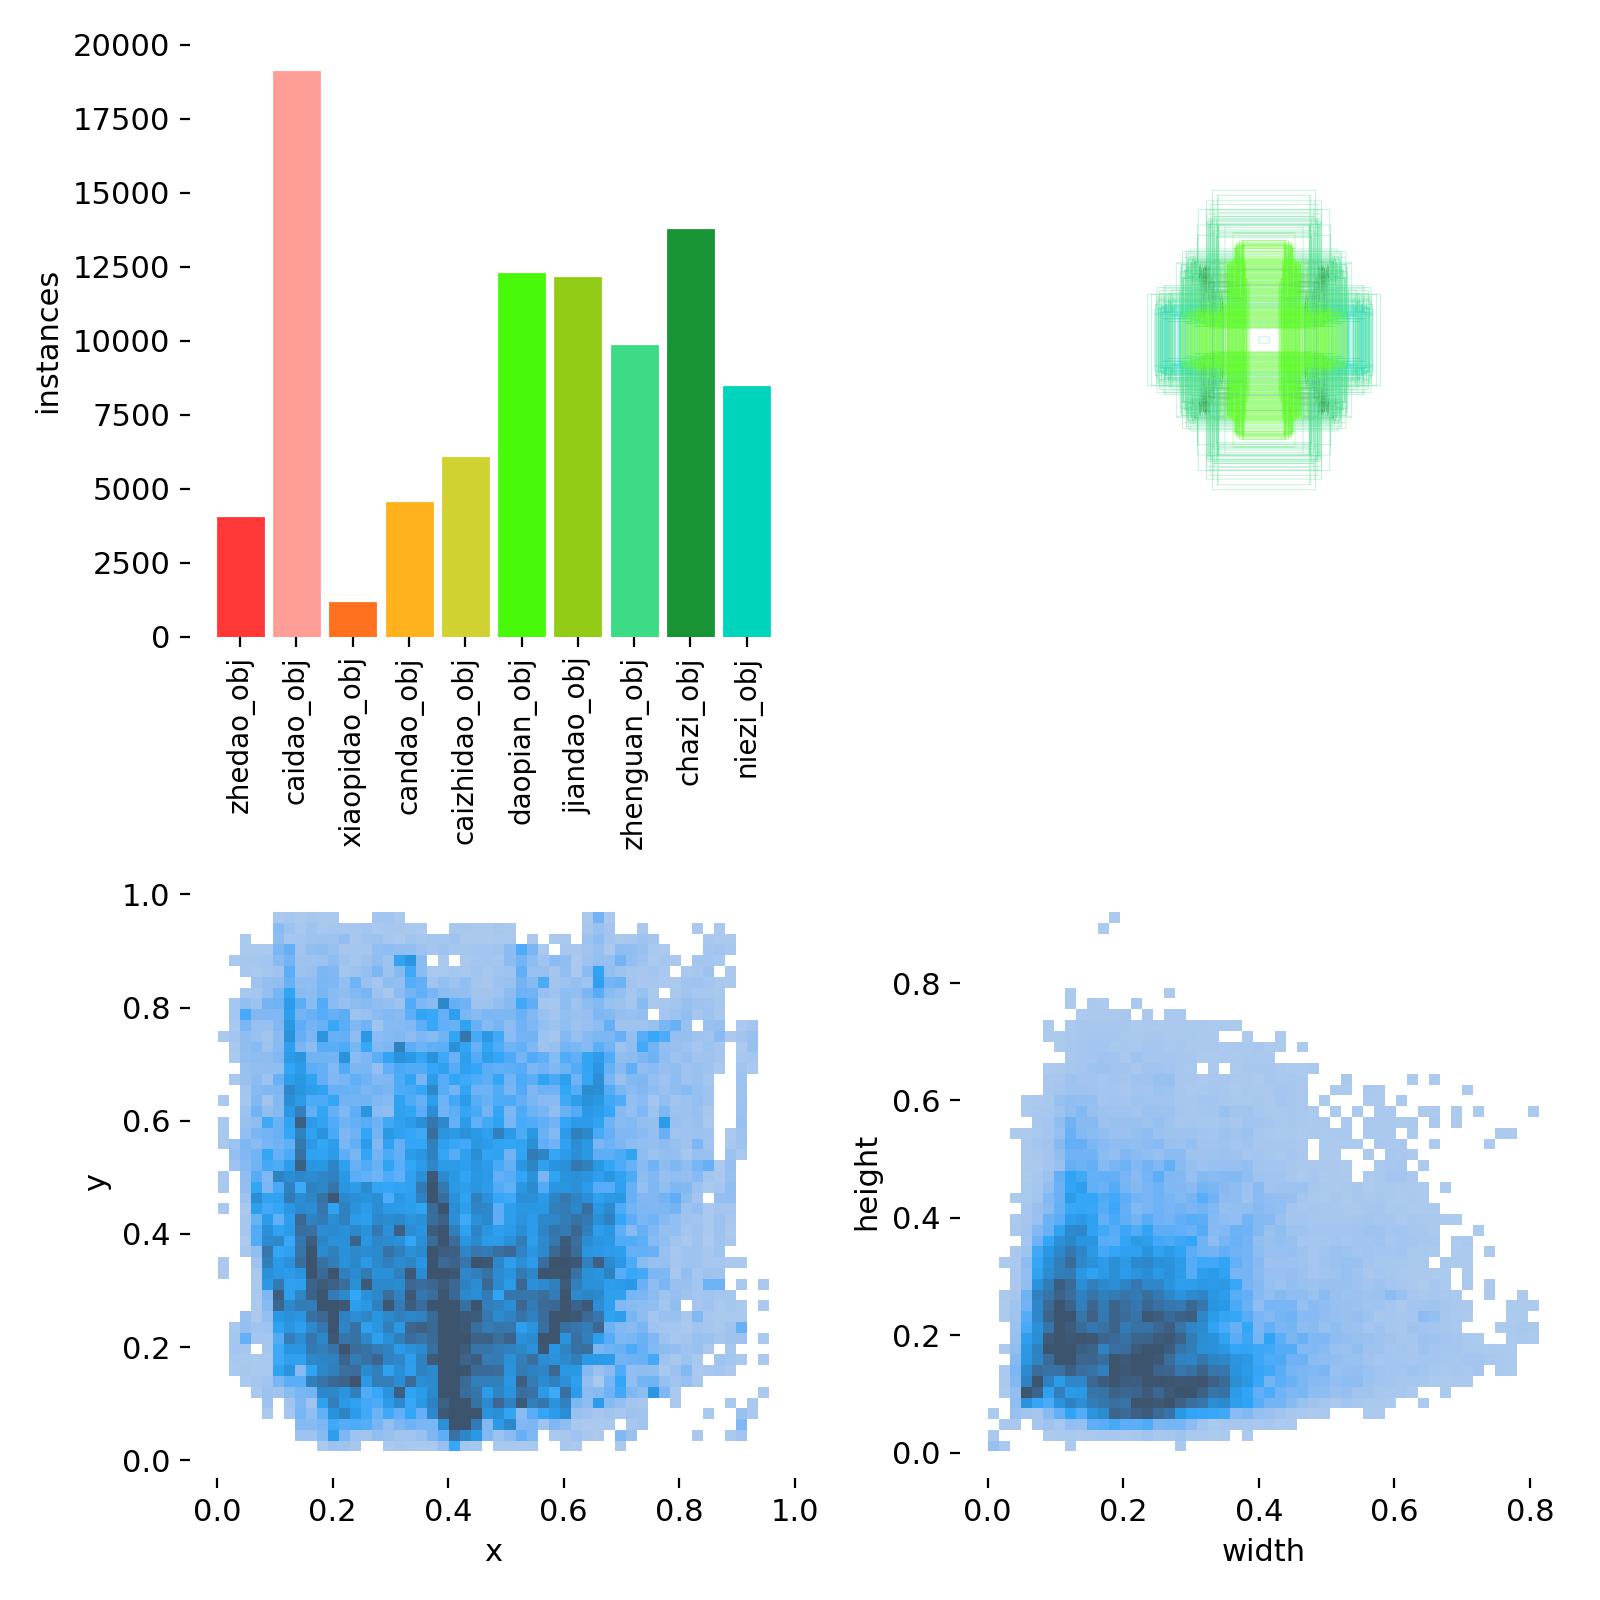 20000
17500
15000
12500
10000
7500
5000
2500
0
instances
zhedao_obj
caidao_obj
xiaopidao_obj
candao_obj
caizhidao_obj
daopian_obj
jiandao_obj
zhenguan_obj
chazi_obj
niezi_obj
1.0
0.8
0.6
0.4
0.2
0.0
y
0.0 0.2 0.4 0.6 0.8 1.0
x
0.8
0.6
0.4
0.2
0.0
height
0.0 0.2 0.4 0.6 0.8
width